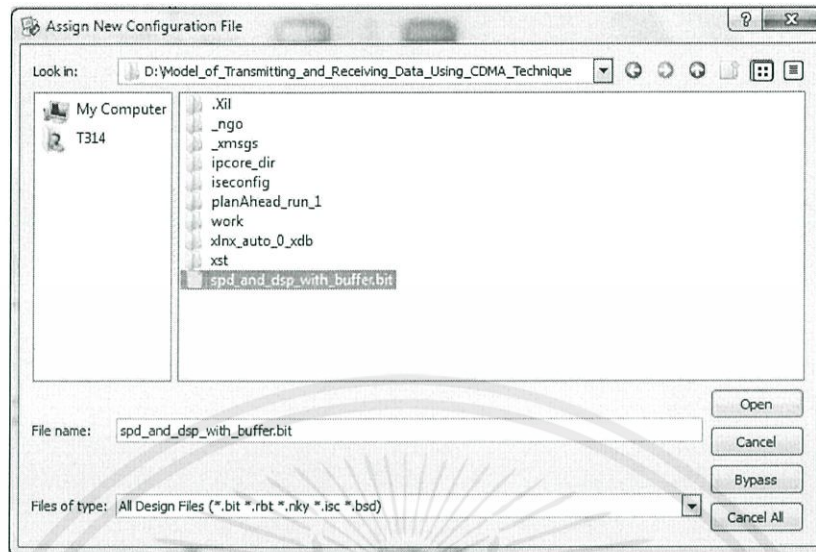 Assign New Configuration File
Look in: D:\Model_of_Transmitting_and_Receiving_Data_Using_CDMA_Technique
My Computer
T314
.Xil
_ngo
_xmsgs
ipcore_dir
iseconfig
planAhead_run_1
work
xlnx_auto_0_xdb
xst
spd_and_dsp_with_buffer.bit
Open
File name: spd_and_dsp_with_buffer.bit
Cancel
Bypass
Files of type: All Design Files (*.bit *.rbt *.nky *.isc *.bsd)
Cancel All